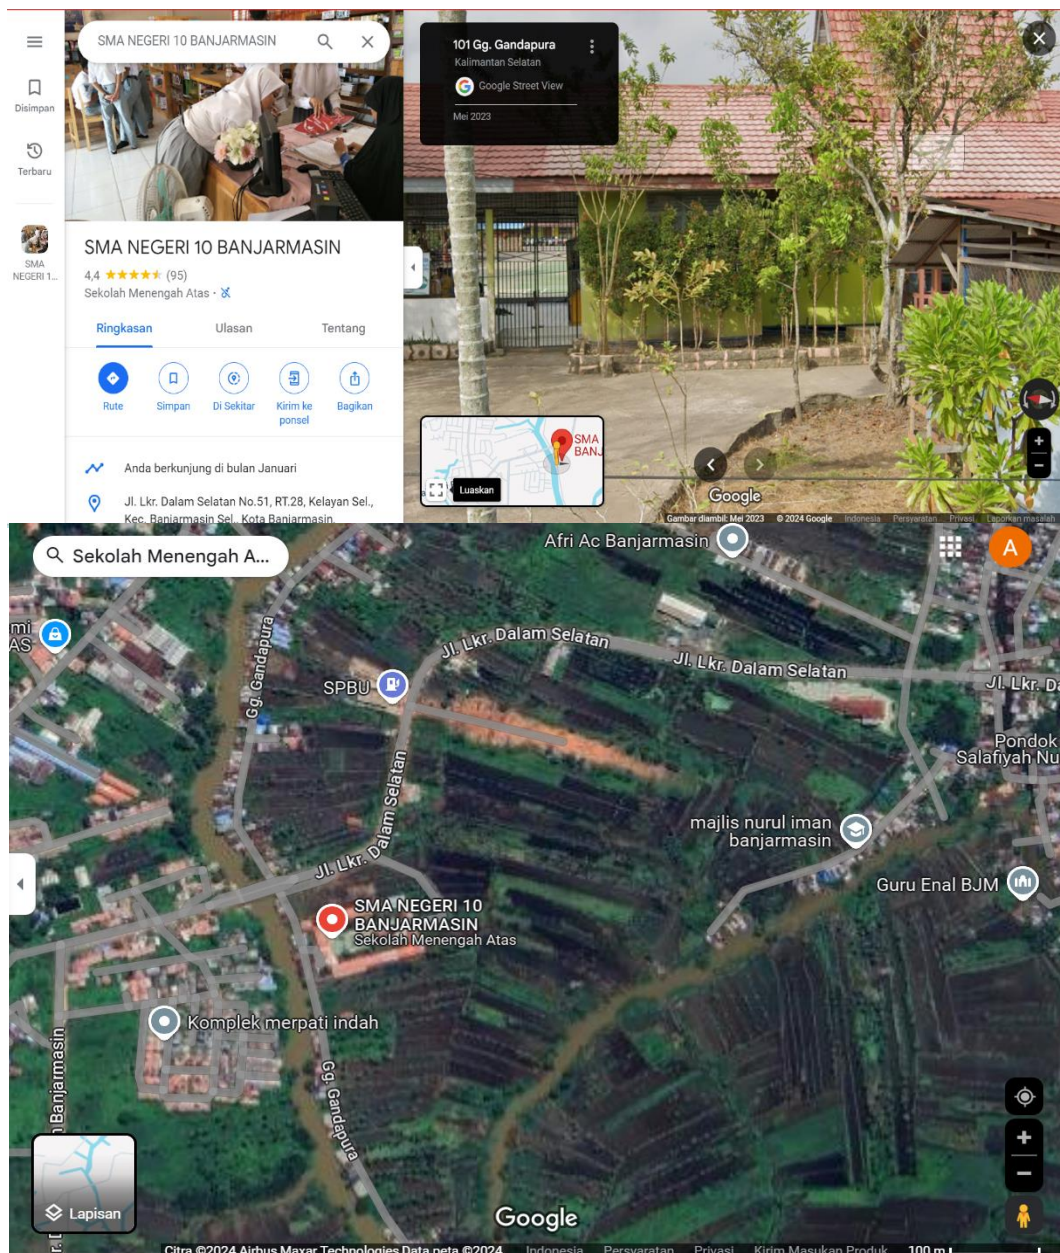 SMA NEGERI 10 BANJARMASIN
Disimpan
Terbaru
SMA
NEGERI 1...
SMA NEGERI 10 BANJARMASIN
4,4 (95)
Sekolah Menengah Atas ·
Ringkasan Ulasan Tentang
Rute Simpan Di Sekitar Kirim ke ponsel Bagikan
Anda berkunjung di bulan Januari
Jl. Lkr. Dalam Selatan No.51, RT.28, Kelayan Sel.,
Kec. Banjarmasin Sel., Kota Banjarmasin,
101 Gg. Gandapura
Kalimantan Selatan
Google Street View
Mei 2023
SMA
BANJ
Luaskan
Google
Gambar diambil: Mei 2023 © 2024 Google Indonesia Persyaratan Privasi Laporkan masalah
Sekolah Menengah A...
Afri Ac Banjarmasin
A
mi
AS
Gg. Gandapura
Jl. Lkr. Dalam Selatan
Jl. Lkr. Dalam Selatan
Jl. Lkr. Da
SPBU
Jl. Lkr. Dalam Selatan
Pondok
Salafiyah Nu
majlis nurul iman
banjarmasin
Guru Enal BJM
SMA NEGERI 10
BANJARMASIN
Sekolah Menengah Atas
Komplek merpati indah
Gg. Gandapura
Banjarmasin
Lapisan
Google
Citra ©2024 Airbus Maxar Technologies Data peta ©2024 Indonesia Persyaratan Privasi Kirim Masukan Produk 100 m